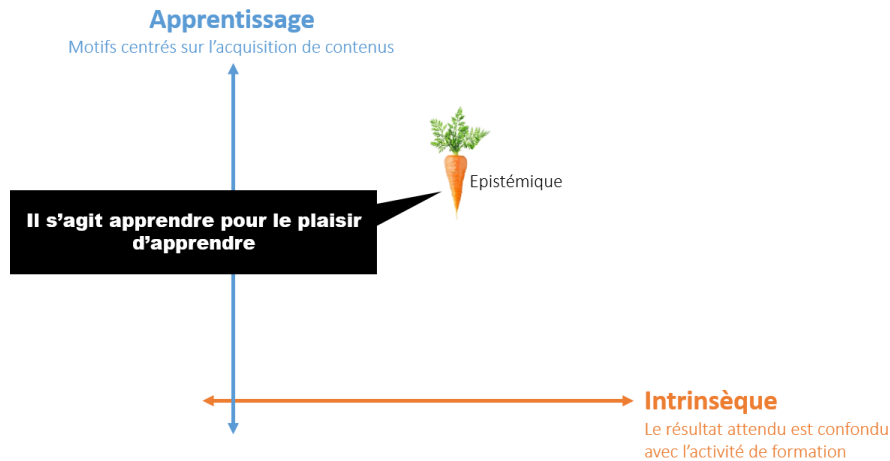 Apprentissage
Motifs centrés sur l'acquisition de contenus
Epistémique
Il s'agit apprendre pour le plaisir
d'apprendre
Intrinsèque
Le résultat attendu est confondu
avec l'activité de formation